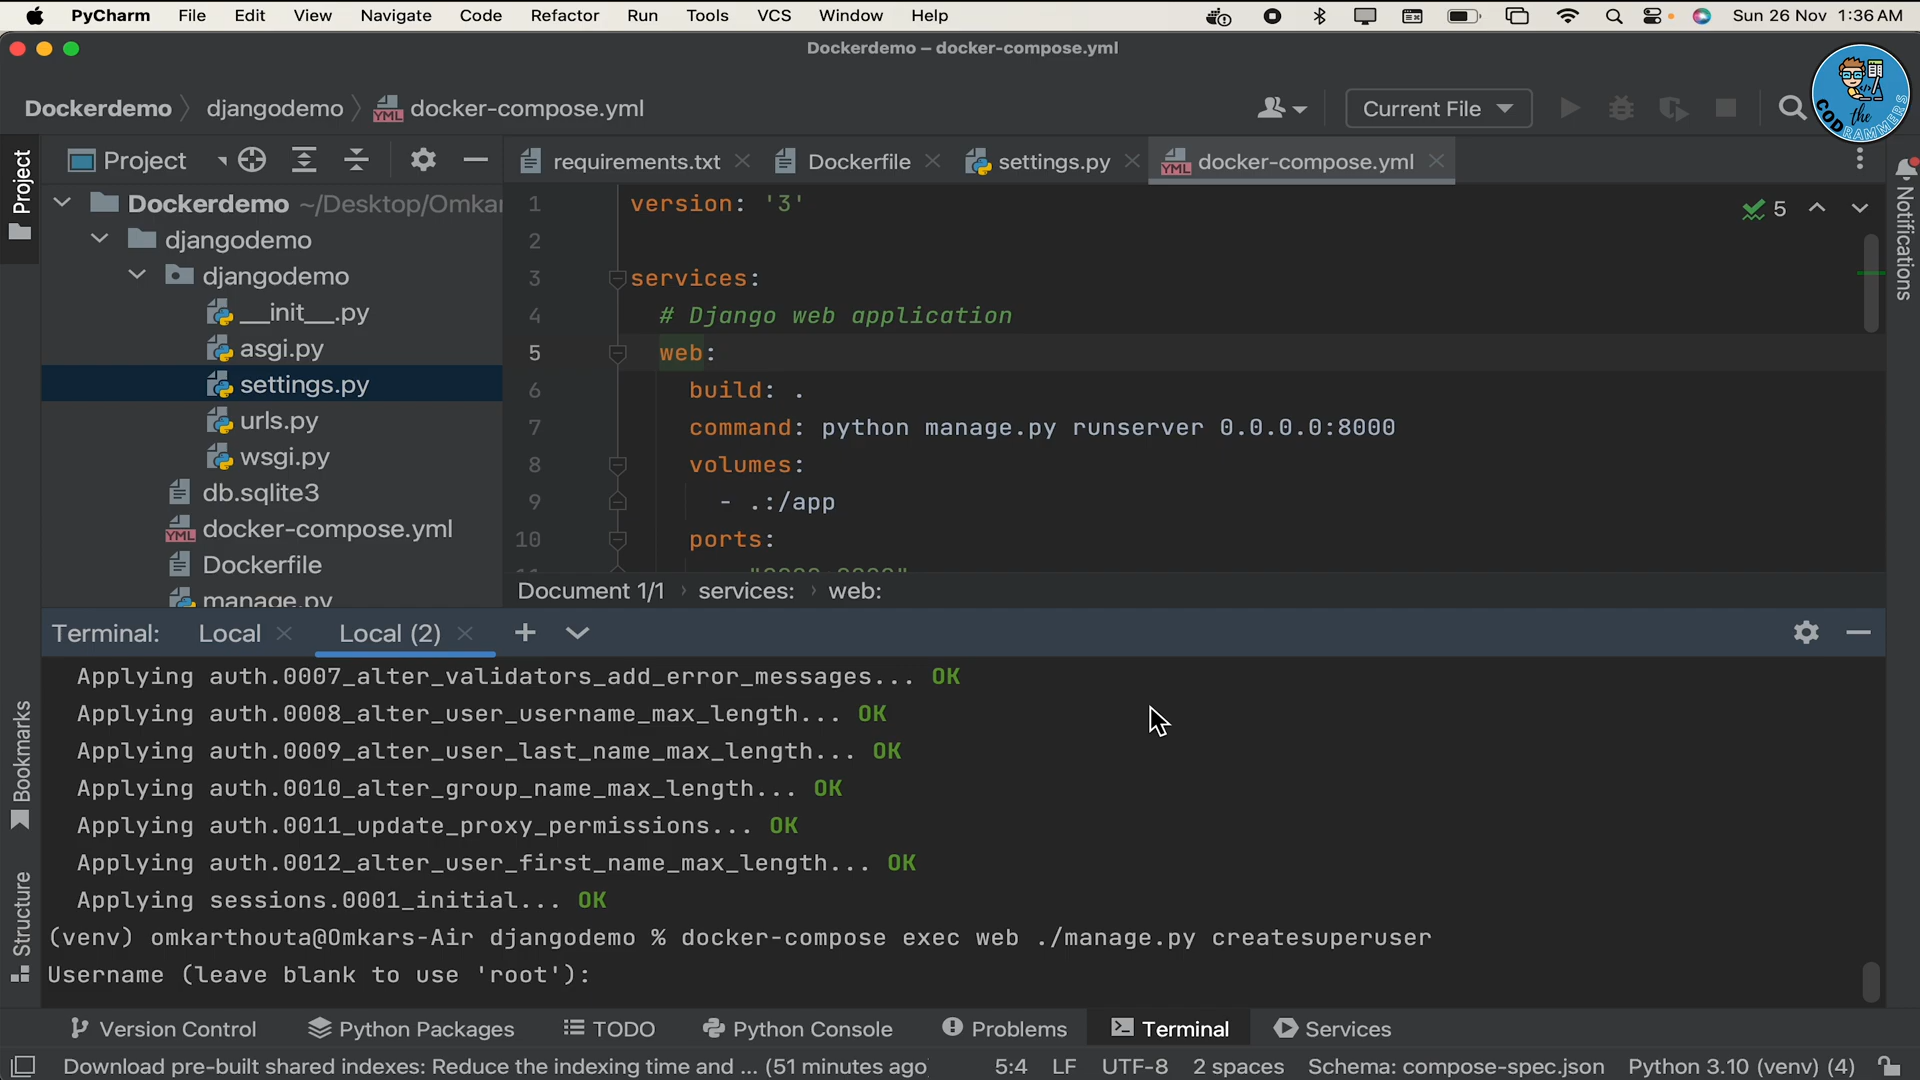 PyCharm File Edit View Navigate Code Refactor Run Tools VCS Window Help Sun 26 Nov 1:36 AM
Dockerdemo – docker-compose.yml
Dockerdemo djangodemo docker-compose.yml Current File
the CODRAMMERS
Project requirements.txt Dockerfile settings.py docker-compose.yml
Project
Notifications
Dockerdemo ~/Desktop/Omkar
djangodemo
djangodemo
__init__.py
asgi.py
settings.py
urls.py
wsgi.py
db.sqlite3
docker-compose.yml
Dockerfile
manage.py
1 version: '3'
5
2
3 services:
4 # Django web application
5 web:
6 build: .
7 command: python manage.py runserver 0.0.0.0:8000
8 volumes:
9 - .:/app
10 ports:
Document 1/1 services: web:
Terminal: Local Local (2)
Applying auth.0007_alter_validators_add_error_messages... OK
Applying auth.0008_alter_user_username_max_length... OK
Applying auth.0009_alter_user_last_name_max_length... OK
Applying auth.0010_alter_group_name_max_length... OK
Applying auth.0011_update_proxy_permissions... OK
Applying auth.0012_alter_user_first_name_max_length... OK
Applying sessions.0001_initial... OK
(venv) omkarthouta@Omkars-Air djangodemo % docker-compose exec web ./manage.py createsuperuser
Username (leave blank to use 'root'):
Bookmarks
Structure
Version Control Python Packages TODO Python Console Problems Terminal Services
Download pre-built shared indexes: Reduce the indexing time and ... (51 minutes ago) 5:4 LF UTF-8 2 spaces Schema: compose-spec.json Python 3.10 (venv) (4)